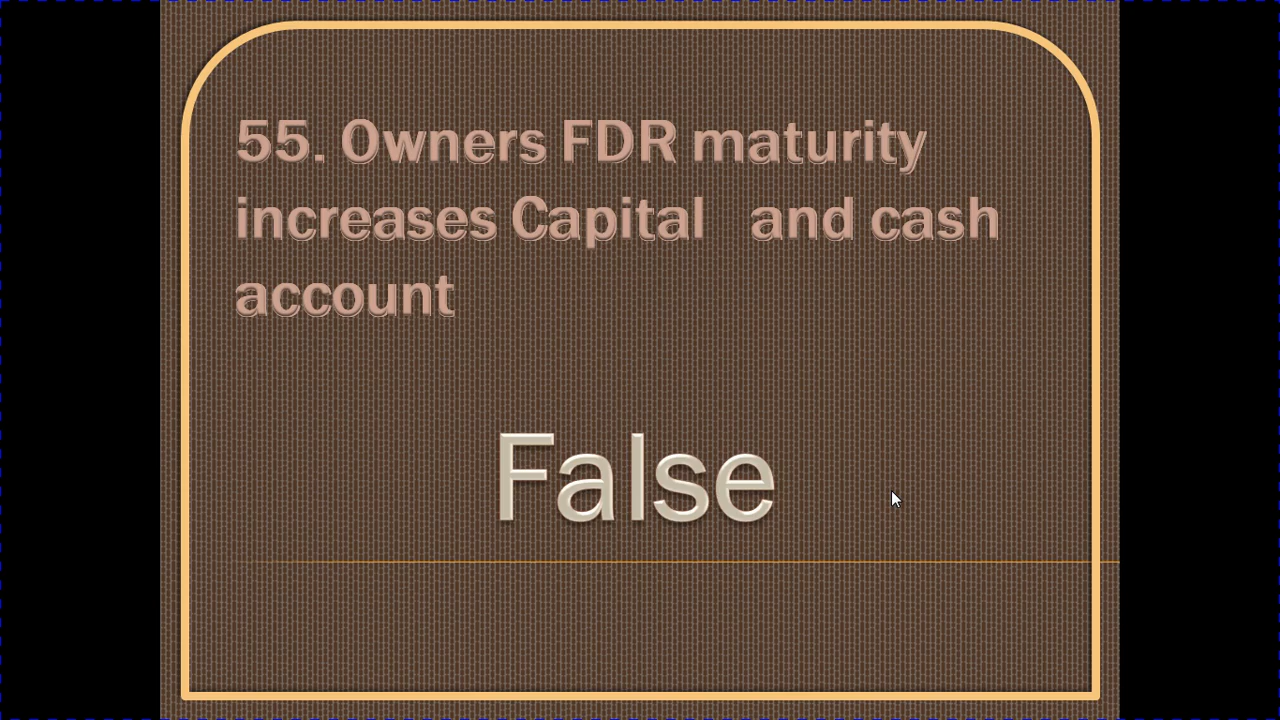 55. Owners FDR maturity
increases Capital and cash
account
False